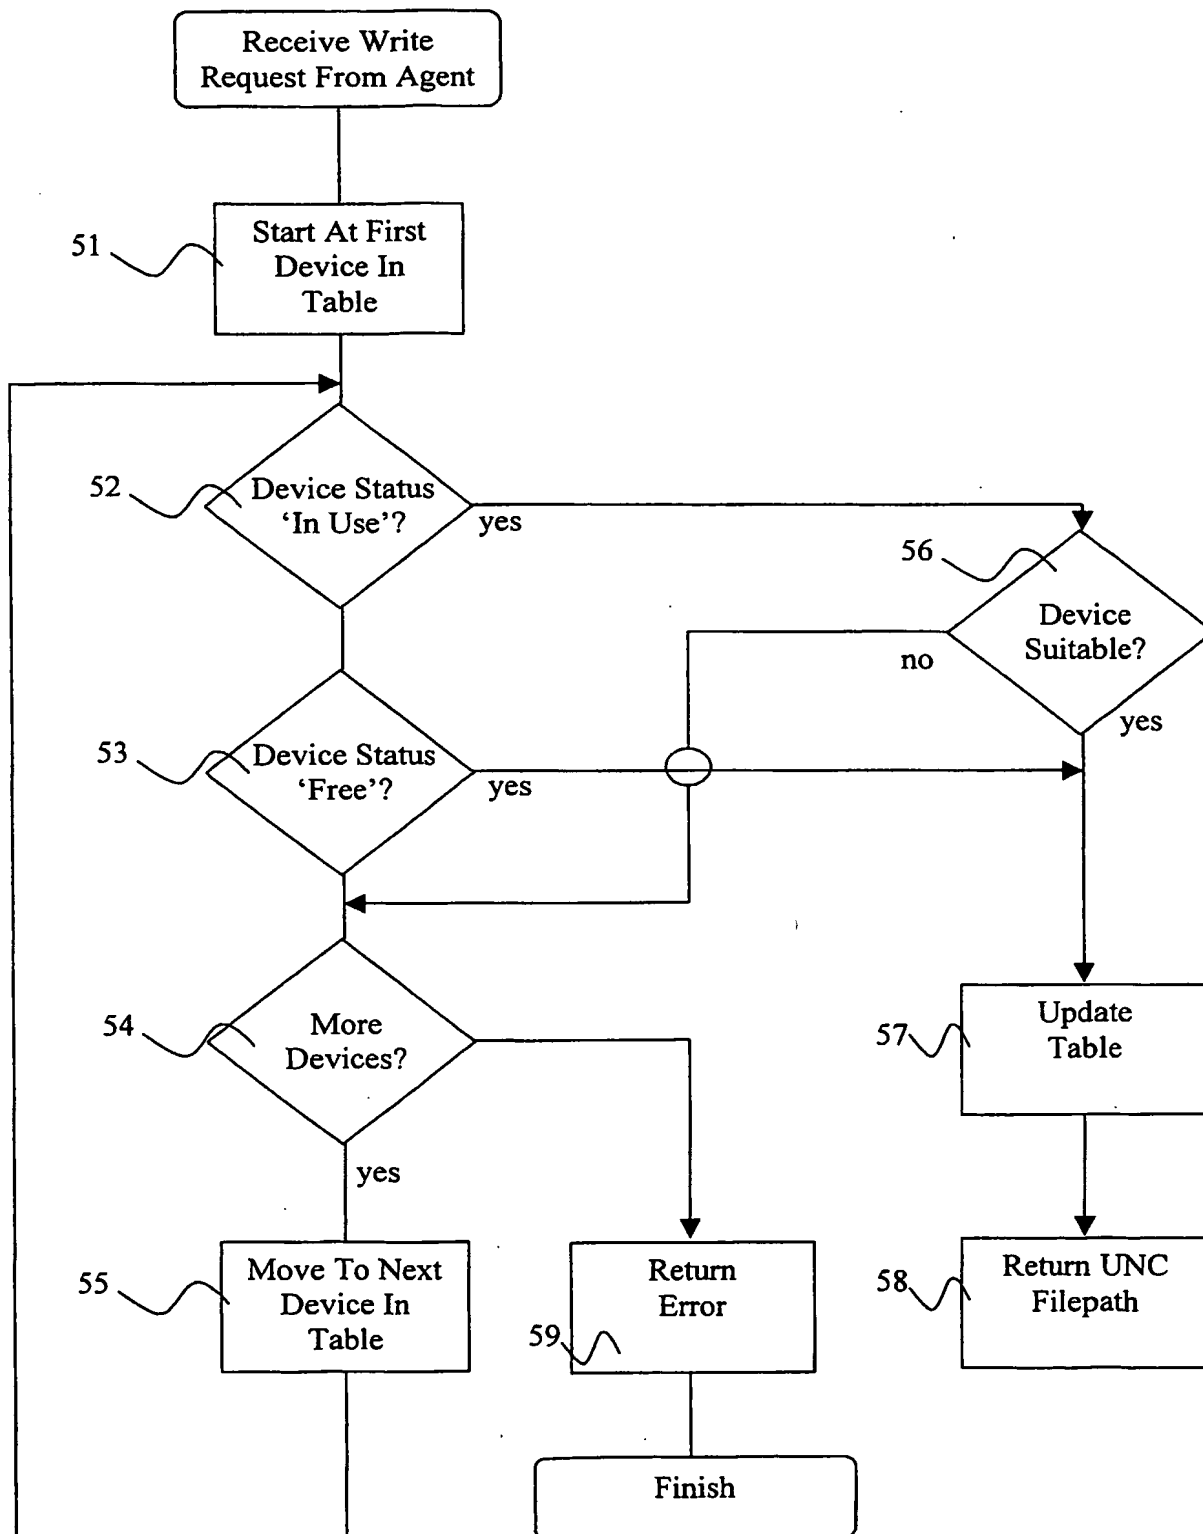 Receive Write
Request From Agent
51
Start At First
Device In
Table
52
Device Status
‘In Use’?
yes
56
Device
Suitable?
no
yes
53
Device Status
‘Free’?
yes
54
More
Devices?
yes
57
Update
Table
55
Move To Next
Device In
Table
59
Return
Error
58
Return UNC
Filepath
Finish